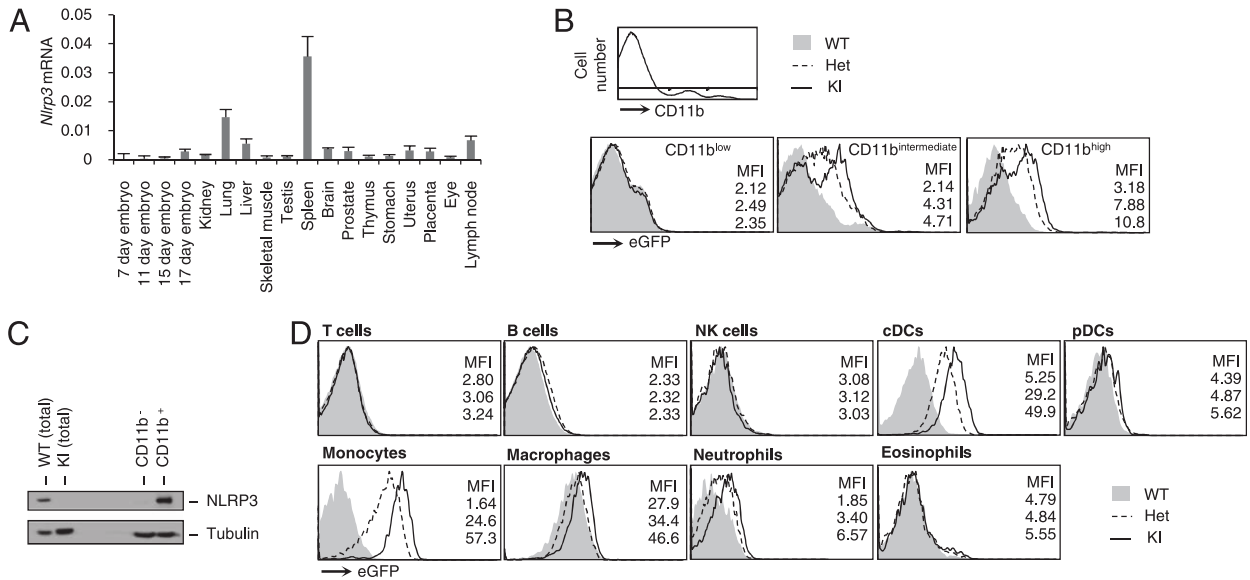 A
Nlrp3 mRNA
0.05
0.04
0.03
0.02
0.01
0
7 day embryo
11 day embryo
15 day embryo
17 day embryo
Kidney
Lung
Liver
Skeletal muscle
Testis
Spleen
Brain
Prostate
Thymus
Stomach
Uterus
Placenta
Eye
Lymph node
B
Cell number
CD11b
WT
Het
KI
CD11blow
MFI
2.12
2.49
2.35
CD11bintermediate
MFI
2.14
4.31
4.71
CD11bhigh
MFI
3.18
7.88
10.8
eGFP
C
WT (total)
KI (total)
CD11b -
CD11b +
NLRP3
Tubulin
D
T cells
MFI
2.80
3.06
3.24
B cells
MFI
2.33
2.32
2.33
NK cells
MFI
3.08
3.12
3.03
cDCs
MFI
5.25
29.2
49.9
pDCs
MFI
4.39
4.87
5.62
Monocytes
MFI
1.64
24.6
57.3
Macrophages
MFI
27.9
34.4
46.6
Neutrophils
MFI
1.85
3.40
6.57
Eosinophils
MFI
4.79
4.84
5.55
eGFP
WT
Het
KI